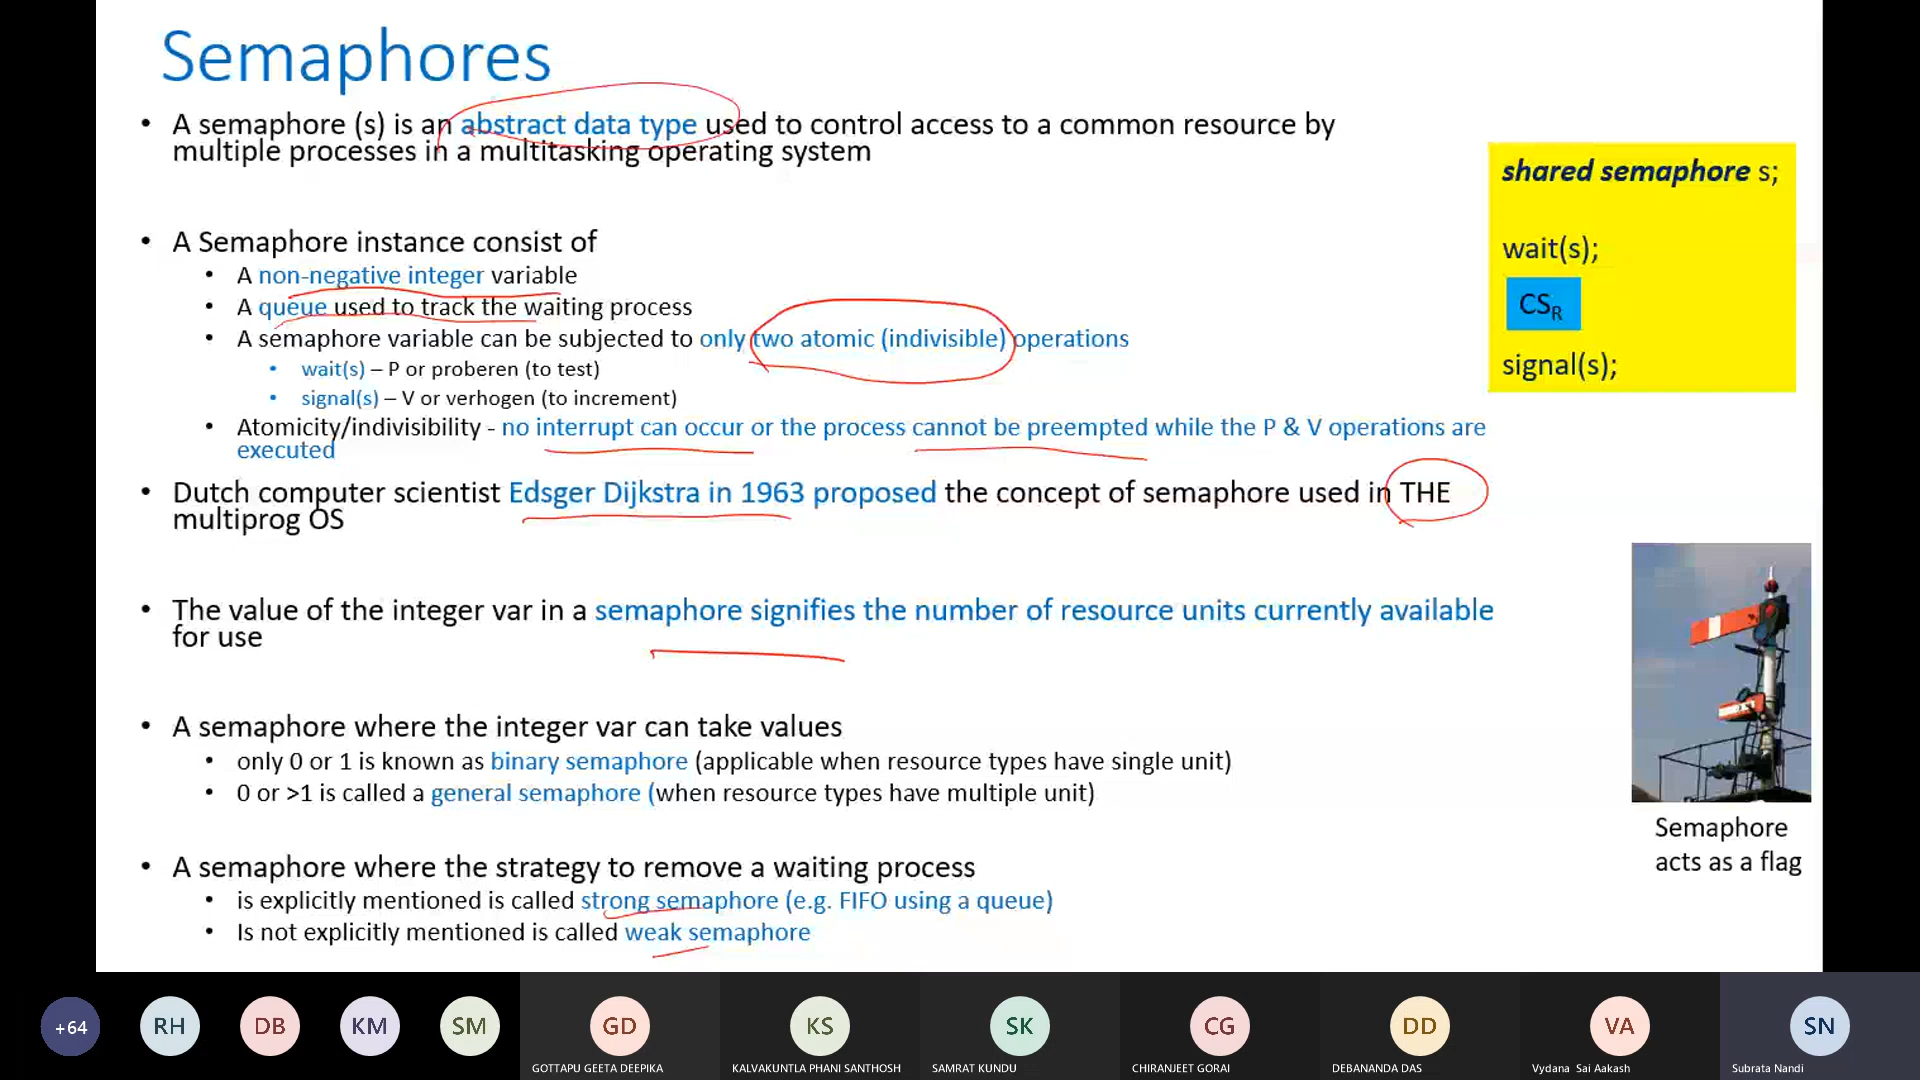 Semaphores
• A semaphore (s) is an abstract data type used to control access to a common resource by
multiple processes in a multitasking operating system
• A Semaphore instance consist of
• A non-negative integer variable
• A queue used to track the waiting process
• A semaphore variable can be subjected to only two atomic (indivisible) operations
• wait(s) – P or proberen (to test)
• signal(s) – V or verhogen (to increment)
• Atomicity/indivisibility - no interrupt can occur or the process cannot be preempted while the P & V operations are
executed
• Dutch computer scientist Edsger Dijkstra in 1963 proposed the concept of semaphore used in THE
multiprog OS
• The value of the integer var in a semaphore signifies the number of resource units currently available
for use
• A semaphore where the integer var can take values
• only 0 or 1 is known as binary semaphore (applicable when resource types have single unit)
• 0 or >1 is called a general semaphore (when resource types have multiple unit)
• A semaphore where the strategy to remove a waiting process
• is explicitly mentioned is called strong semaphore (e.g. FIFO using a queue)
• Is not explicitly mentioned is called weak semaphore
shared semaphore s;
wait(s);
CSR
signal(s);
Semaphore
acts as a flag
+64
RH
DB
KM
SM
GD
KS
SK
CG
DD
VA
SN
GOTTAPU GEETA DEEPIKA
KALVAKUNTLA PHANI SANTHOSH
SAMRAT KUNDU
CHIRANJEET GORAI
DEBANANDA DAS
Vydana Sai Aakash
Subrata Nandi